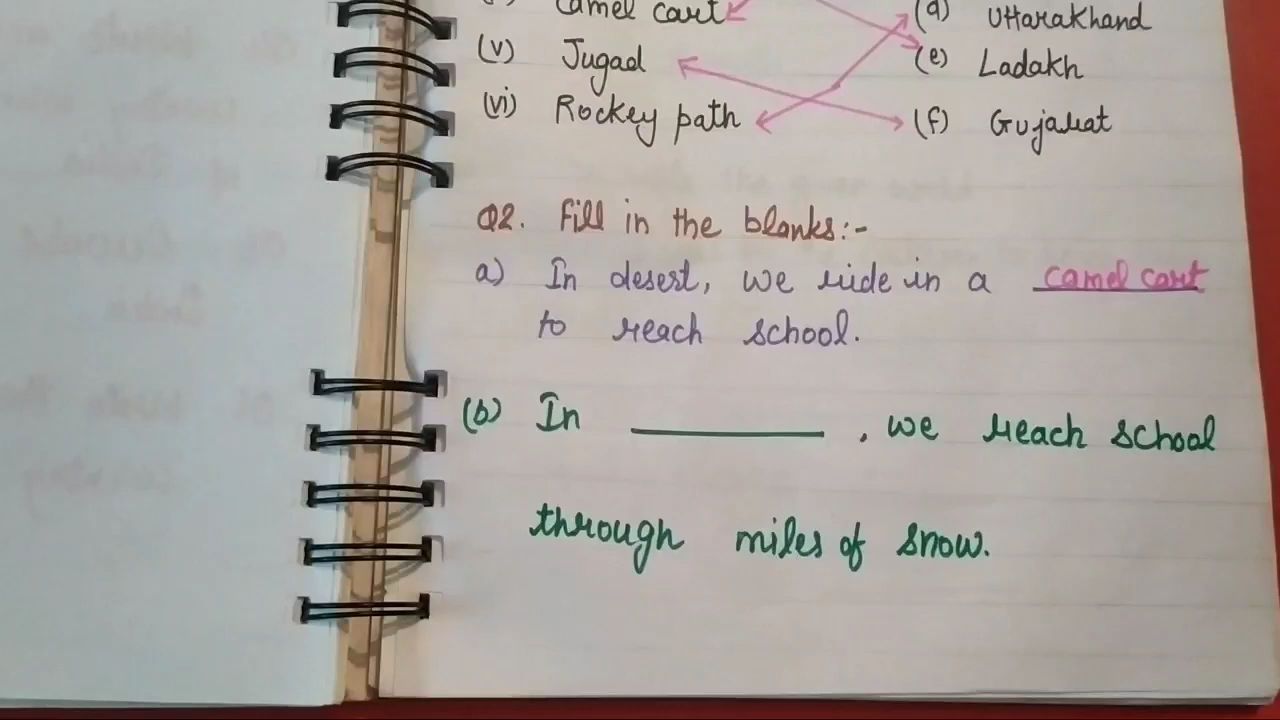 Camel cart (d) Uttarakhand
(v) Jugad (e) Ladakh
(vi) Rockey path (f) Gujarat
Q2. Fill in the blanks:-
a) In desert, we ride in a camel cart
to reach school.
(b) In ________, we reach school
through miles of snow.